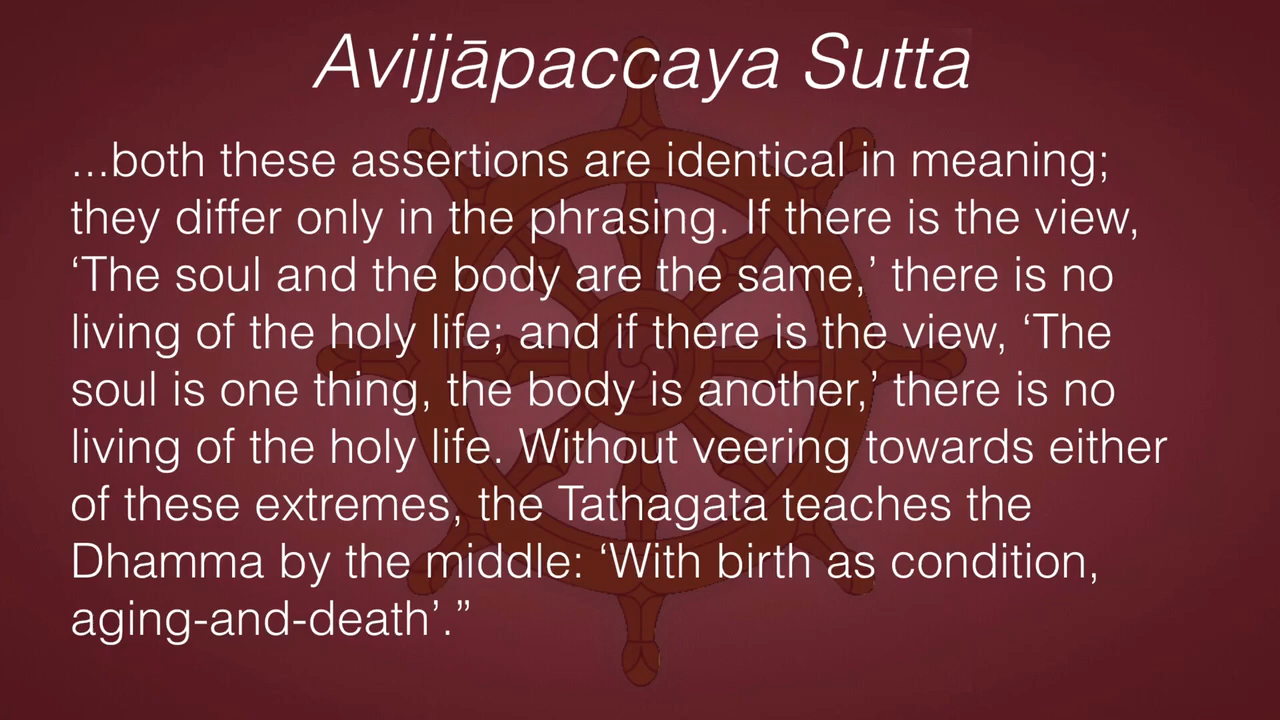 Avijjāpaccaya Sutta
...both these assertions are identical in meaning;
they differ only in the phrasing. If there is the view,
‘The soul and the body are the same,’ there is no
living of the holy life; and if there is the view, ‘The
soul is one thing, the body is another,’ there is no
living of the holy life. Without veering towards either
of these extremes, the Tathagata teaches the
Dhamma by the middle: ‘With birth as condition,
aging-and-death’.”